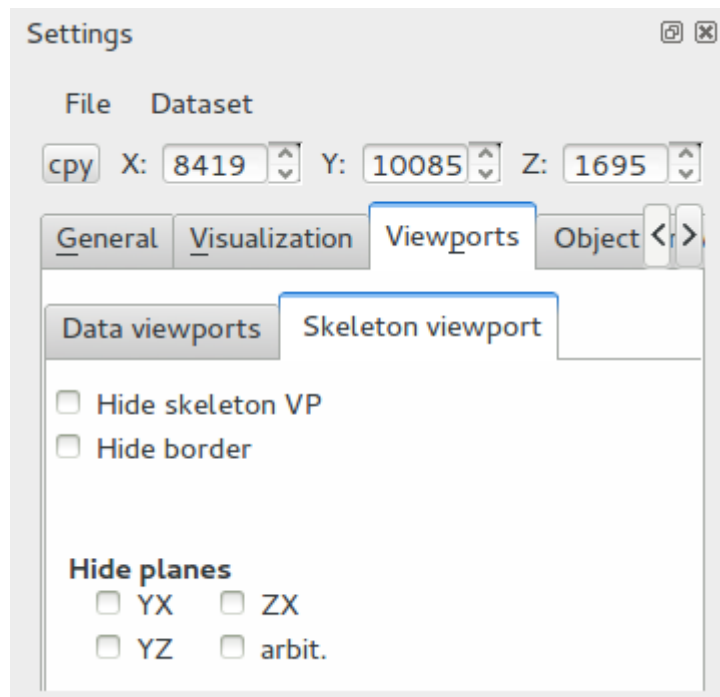 Settings
File Dataset
cpy X: 8419 Y: 10085 Z: 1695
General Visualization Viewports Object
Data viewports Skeleton viewport
Hide skeleton VP
Hide border
Hide planes
YX ZX
YZ arbit.